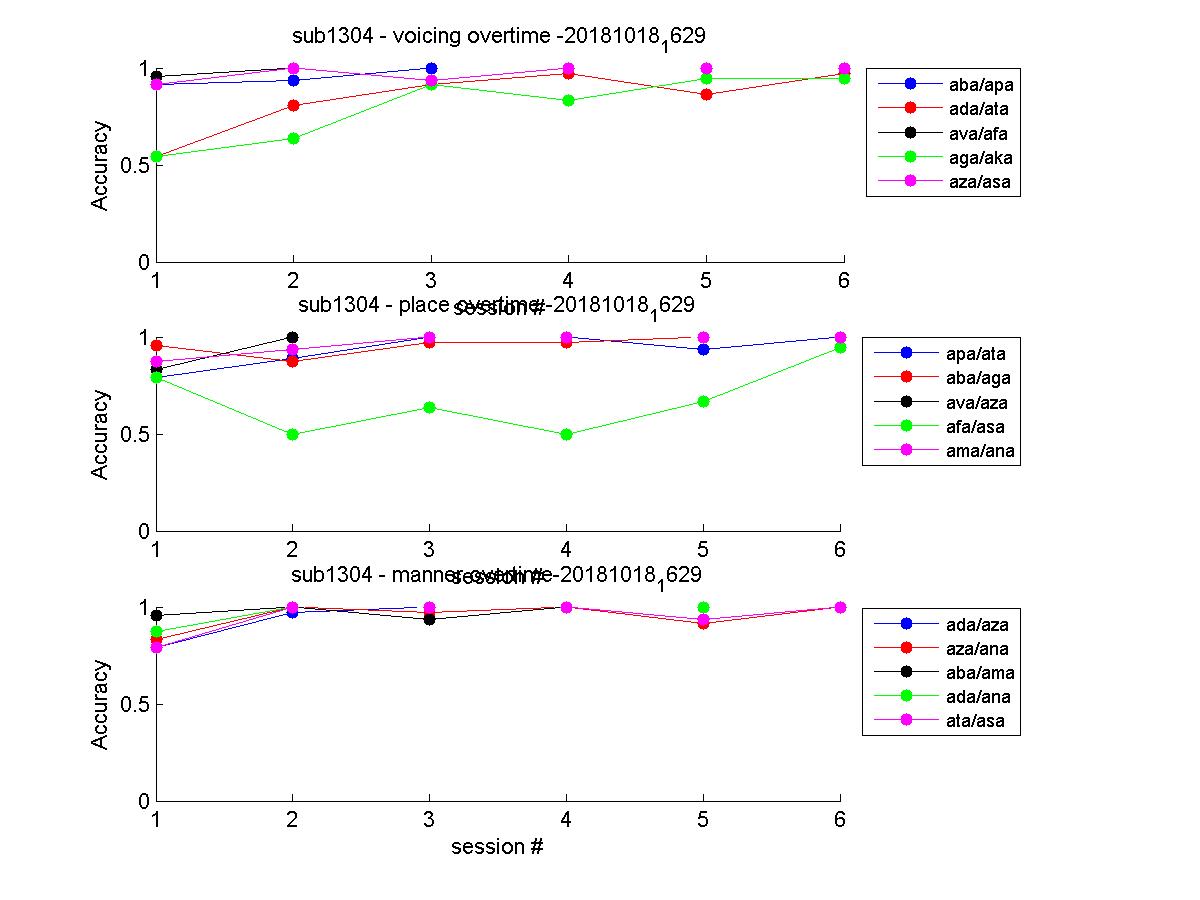 sub1304 - voicing overtime -20181018_1629
Accuracy
1
0.5
0
1 2 3 4 5 6
session #
aba/apa
ada/ata
ava/afa
aga/aka
aza/asa
sub1304 - place overtime -20181018_1629
Accuracy
1
0.5
0
1 2 3 4 5 6
session #
apa/ata
aba/aga
ava/aza
afa/asa
ama/ana
sub1304 - manner overtime -20181018_1629
Accuracy
1
0.5
0
1 2 3 4 5 6
session #
ada/aza
aza/ana
aba/ama
ada/ana
ata/asa